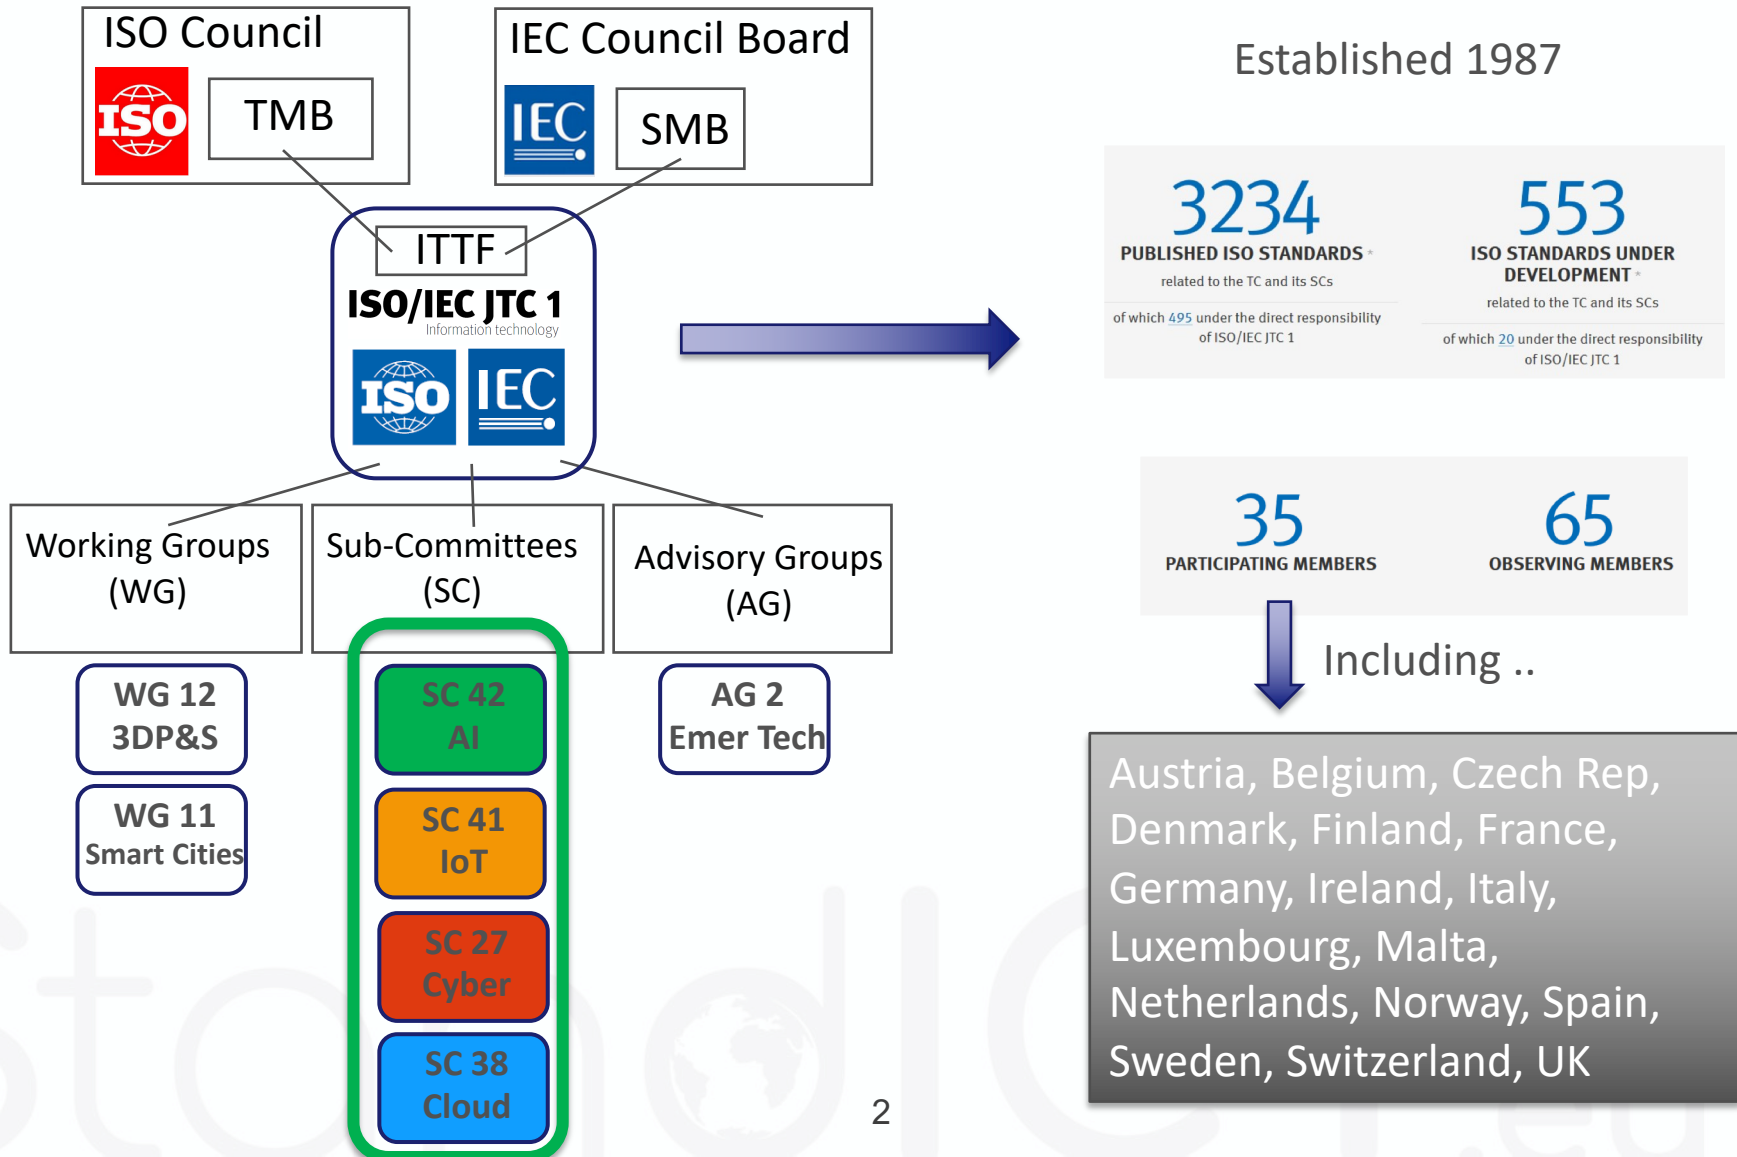 ISO Council
ISO
TMB
IEC Council Board
IEC
SMB
ITTF
ISO/IEC JTC 1
Information technology
ISO
IEC
Working Groups
(WG)
Sub-Committees
(SC)
Advisory Groups
(AG)
WG 12
3DP&S
WG 11
Smart Cities
SC 42
AI
SC 41
IoT
SC 27
Cyber
SC 38
Cloud
AG 2
Emer Tech
Established 1987
3234
PUBLISHED ISO STANDARDS *
related to the TC and its SCs
of which 495 under the direct responsibility
of ISO/IEC JTC 1
553
ISO STANDARDS UNDER
DEVELOPMENT *
related to the TC and its SCs
of which 20 under the direct responsibility
of ISO/IEC JTC 1
35
PARTICIPATING MEMBERS
65
OBSERVING MEMBERS
Including ..
Austria, Belgium, Czech Rep,
Denmark, Finland, France,
Germany, Ireland, Italy,
Luxembourg, Malta,
Netherlands, Norway, Spain,
Sweden, Switzerland, UK
2
StandICT.eu